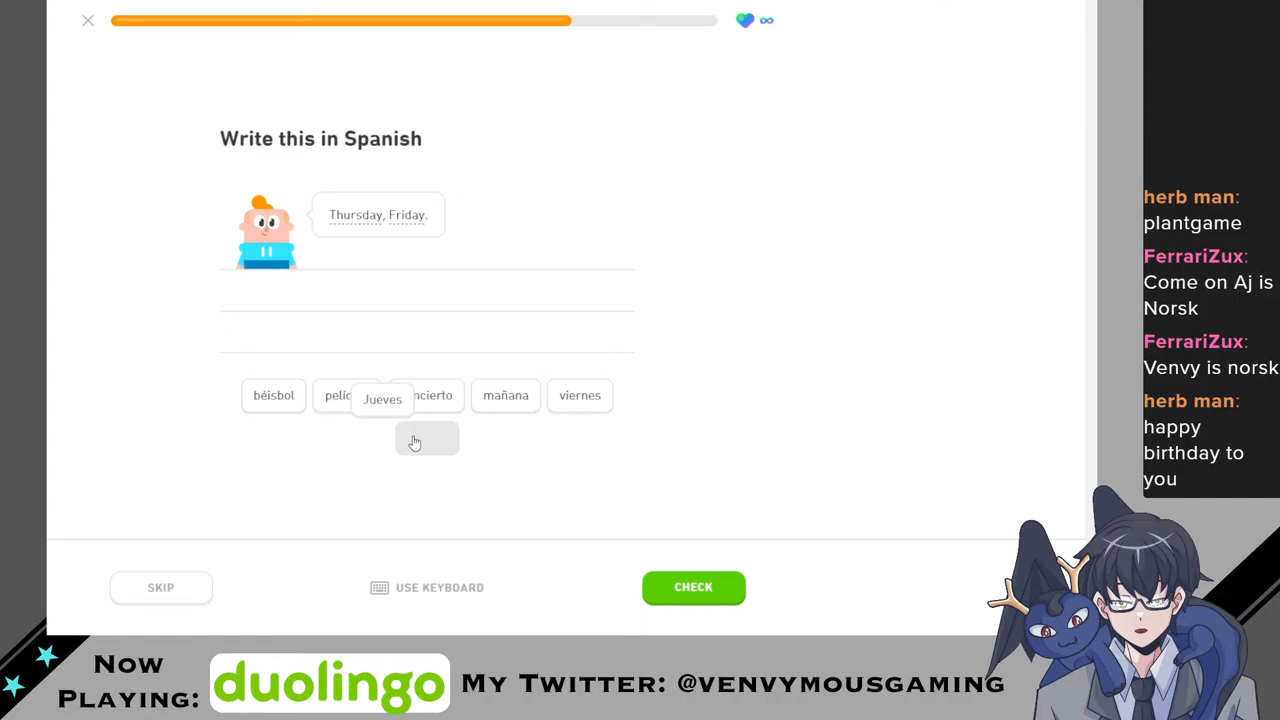 Write this in Spanish
Thursday, Friday.
béisbol
Jueves
mañana
viernes
SKIP
USE KEYBOARD
CHECK
herb man:
plantgame
FerrariZux:
Come on Aj is
Norsk
FerrariZux:
Venvy is norsk
herb man:
happy
birthday to
you
Now
Playing:
duolingo
My Twitter: @venvymousgaming